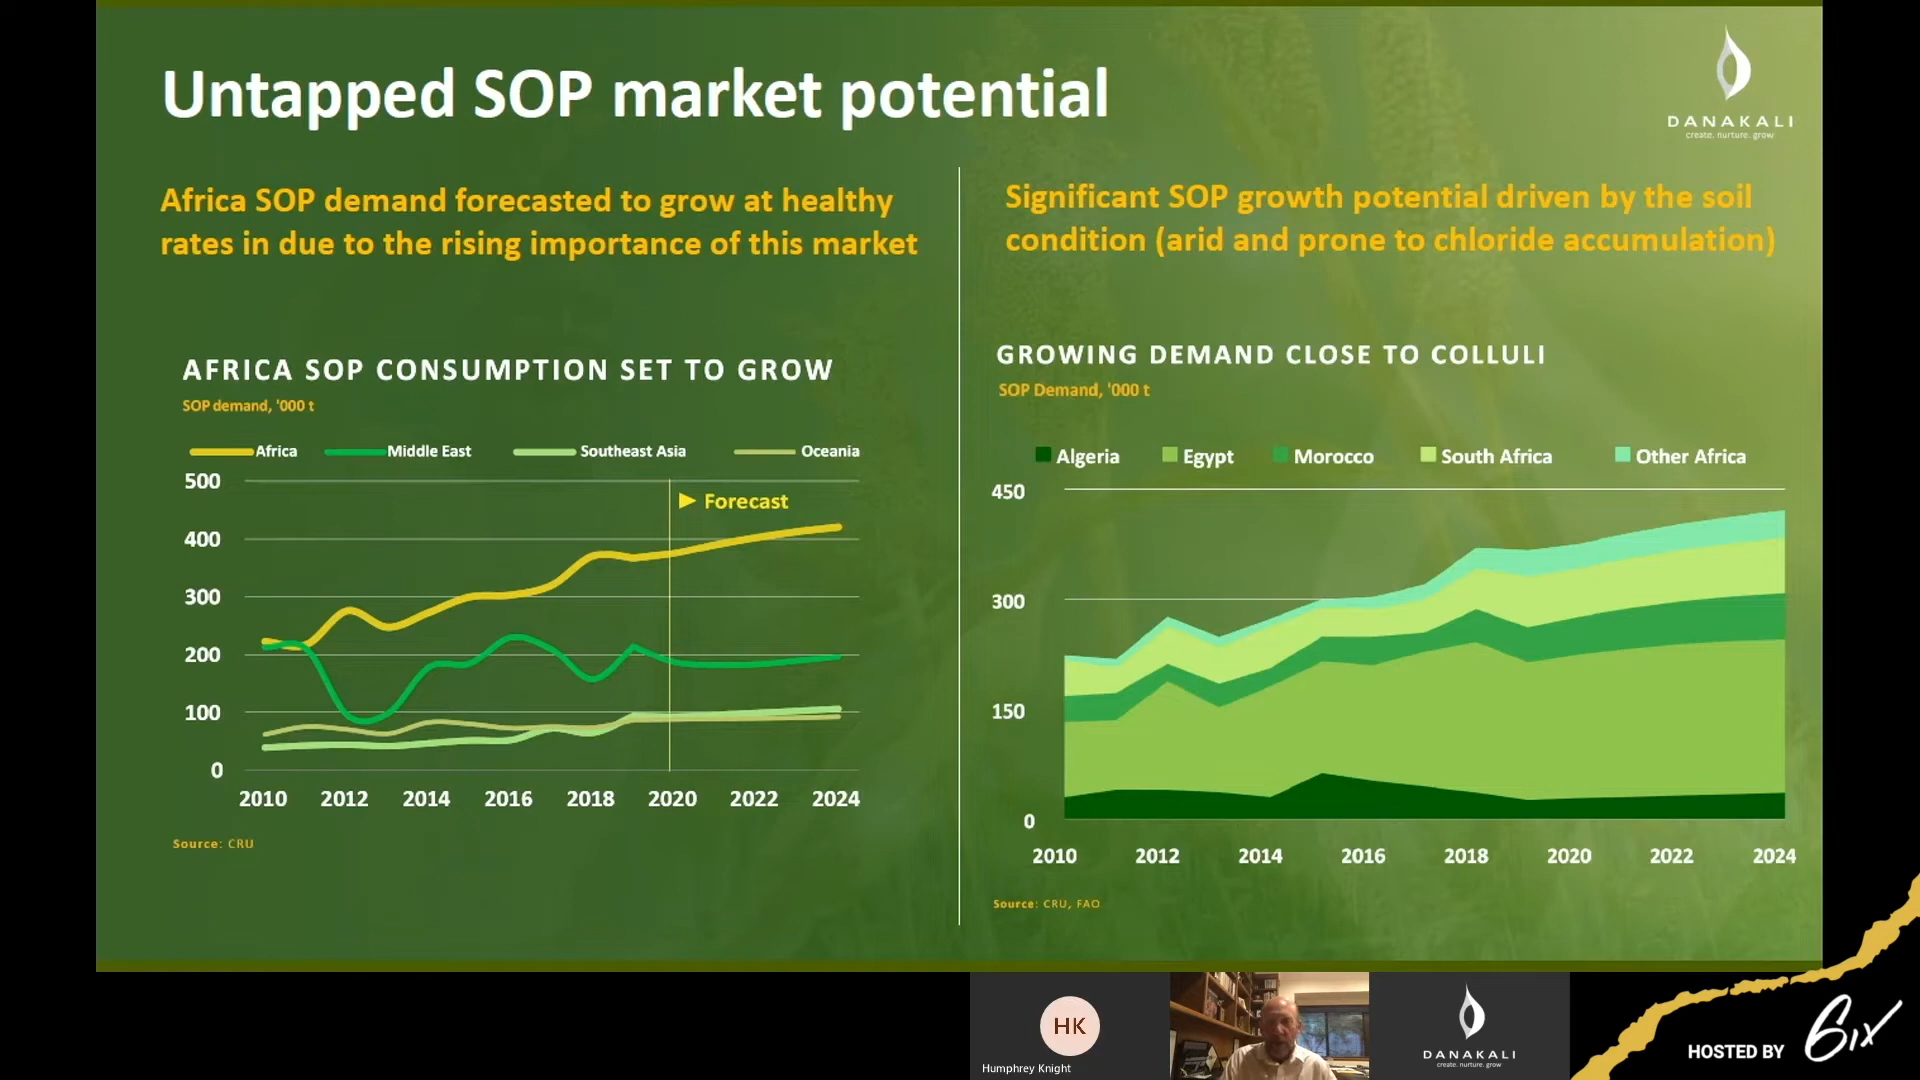 Untapped SOP market potential
DANAKALI
create. nurture. grow
Africa SOP demand forecasted to grow at healthy
rates in due to the rising importance of this market
AFRICA SOP CONSUMPTION SET TO GROW
SOP demand, '000 t
Africa Middle East Southeast Asia Oceania
500
400
300
200
100
0
Forecast
2010 2012 2014 2016 2018 2020 2022 2024
Source: CRU
Significant SOP growth potential driven by the soil
condition (arid and prone to chloride accumulation)
GROWING DEMAND CLOSE TO COLLULI
SOP Demand, '000 t
Algeria Egypt Morocco South Africa Other Africa
450
300
150
0
2010 2012 2014 2016 2018 2020 2022 2024
Source: CRU, FAO
HK
Humphrey Knight
DANAKALI
create. nurture. grow
HOSTED BY 6ix